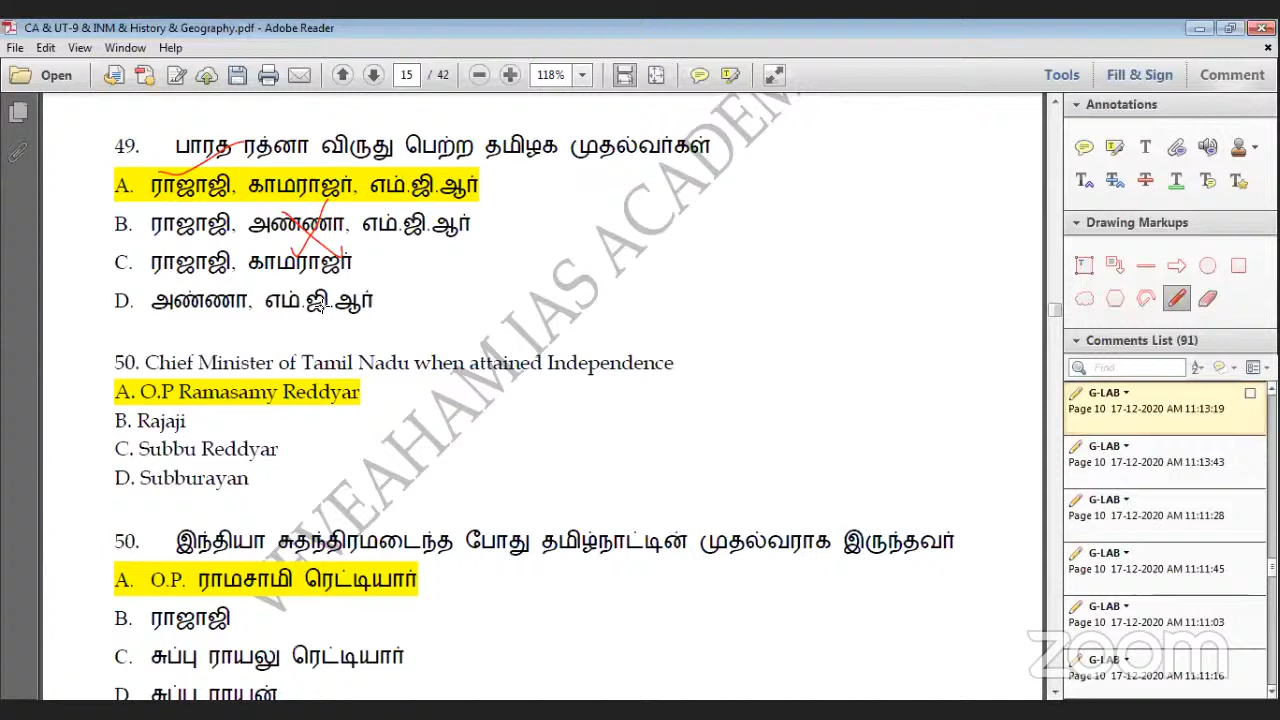 CA & UT-9 & INM & History & Geography.pdf - Adobe Reader
File Edit View Window Help
Open 15 / 42 118% Tools Fill & Sign Comment
49. பாரத ரத்னா விருது பெற்ற தமிழக முதல்வர்கள்
A. ராஜாஜி, காமராஜர், எம்.ஜி.ஆர்
B. ராஜாஜி, அண்ணா, எம்.ஜி.ஆர்
C. ராஜாஜி, காமராஜர்
D. அண்ணா, எம்.ஜி.ஆர்
50. Chief Minister of Tamil Nadu when attained Independence
A. O.P Ramasamy Reddyar
B. Rajaji
C. Subbu Reddyar
D. Subburayan
50. இந்தியா சுதந்திரமடைந்த போது தமிழ்நாட்டின் முதல்வராக இருந்தவர்
A. O.P. ராமசாமி ரெட்டியார்
B. ராஜாஜி
C. சுப்பு ராயலு ரெட்டியார்
D. சுப்பு ராயன்
VIVEAHAM IAS ACADEM
Annotations
Drawing Markups
Comments List (91)
Find
G-LAB
Page 10 17-12-2020 AM 11:13:19
G-LAB
Page 10 17-12-2020 AM 11:13:43
G-LAB
Page 10 17-12-2020 AM 11:11:28
G-LAB
Page 10 17-12-2020 AM 11:11:45
G-LAB
Page 10 17-12-2020 AM 11:11:03
G-LAB
Page 10 17-12-2020 AM 11:11:16
zoom